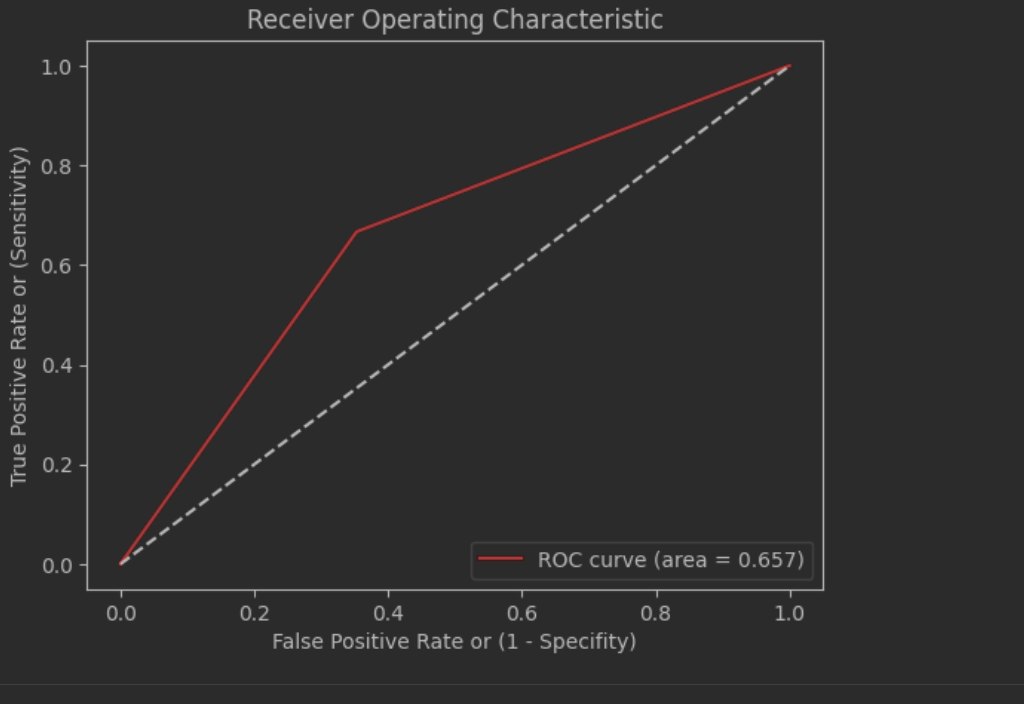 Receiver Operating Characteristic
1.0
0.8
0.6
0.4
0.2
0.0
True Positive Rate or (Sensitivity)
ROC curve (area = 0.657)
0.0 0.2 0.4 0.6 0.8 1.0
False Positive Rate or (1 - Specifity)